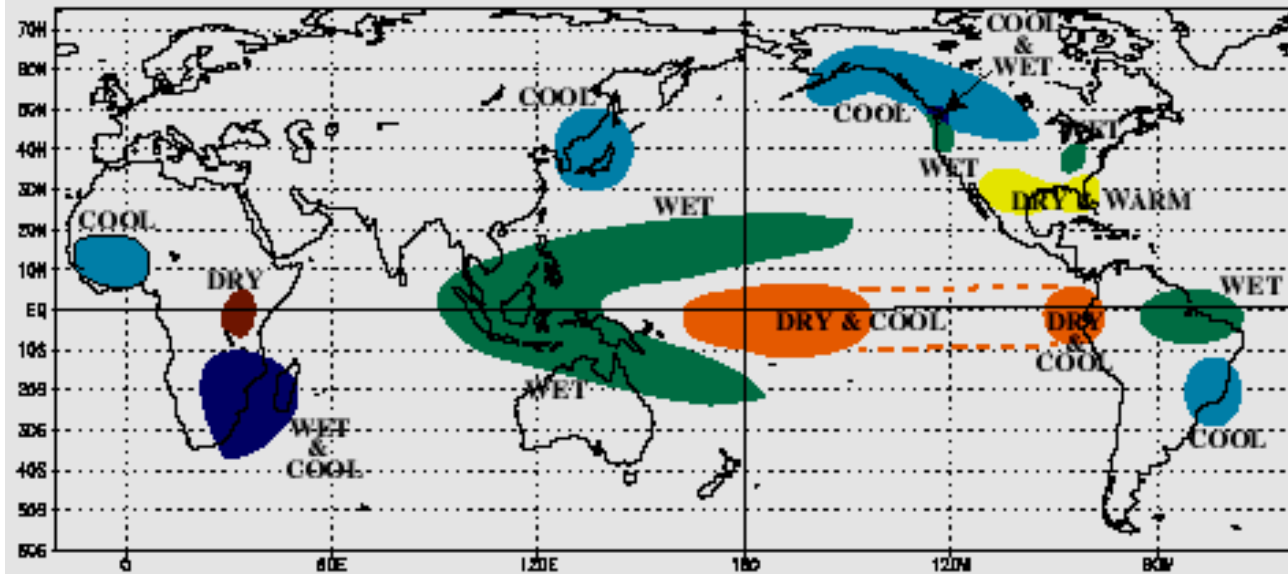 70N
COOL
&
WET
60N
COOL
50N
COOL
WET
40N
WET
30N
DRY & WARM
WET
COOL
20N
10N
DRY
WET
EQ
DRY & COOL
DRY
&
COOL
10S
WET
20S
WET
&
COOL
30S
COOL
40S
50S
60S
0
60E
120E
180
120W
60W